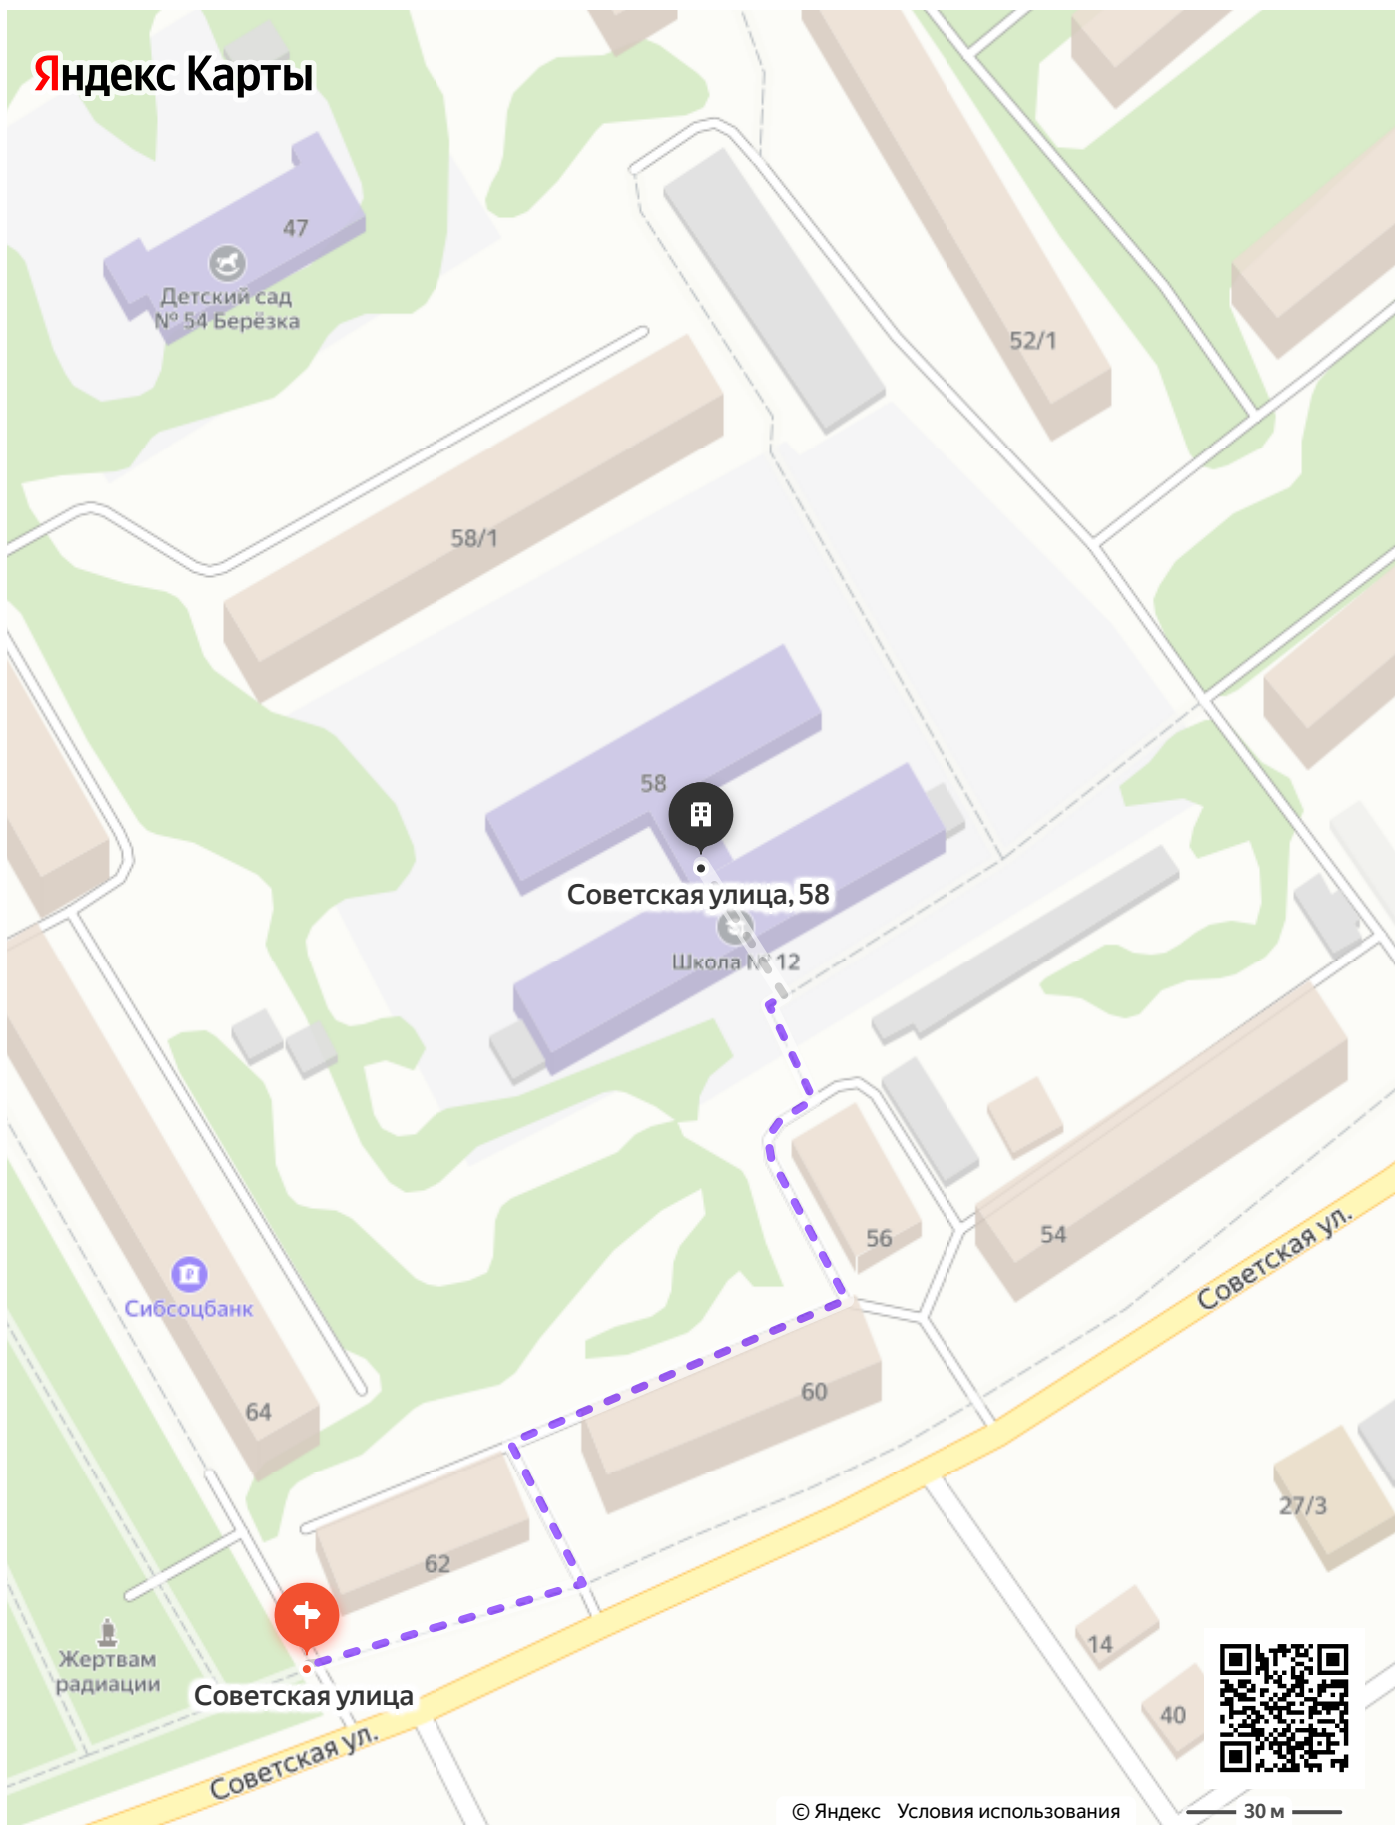 Яндекс Карты
47
Детский сад
№ 54 Берёзка
52/1
58/1
58
Советская улица, 58
Школа № 12
56
54
Советская ул.
Сибсоцбанк
64
60
27/3
62
Жертвам
радиации
14
Советская улица
40
Советская ул.
© Яндекс Условия использования
30 м